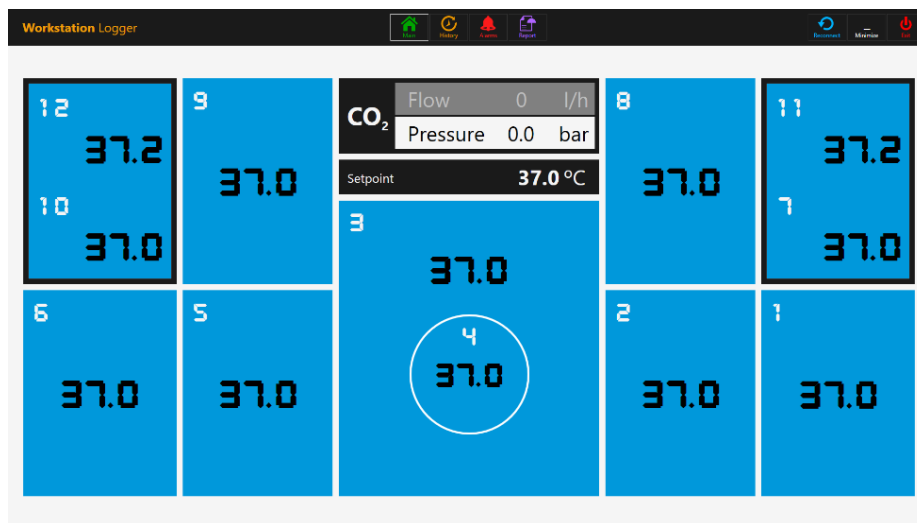 Workstation Logger
Main
History
Alarm
Report
Reconnect
Minimize
Exit
12
37.2
10
37.0
9
37.0
CO2
Flow 0 l/h
Pressure 0.0 bar
Setpoint 37.0 ºC
3
37.0
4
37.0
8
37.0
11
37.2
7
37.0
6
37.0
5
37.0
2
37.0
1
37.0